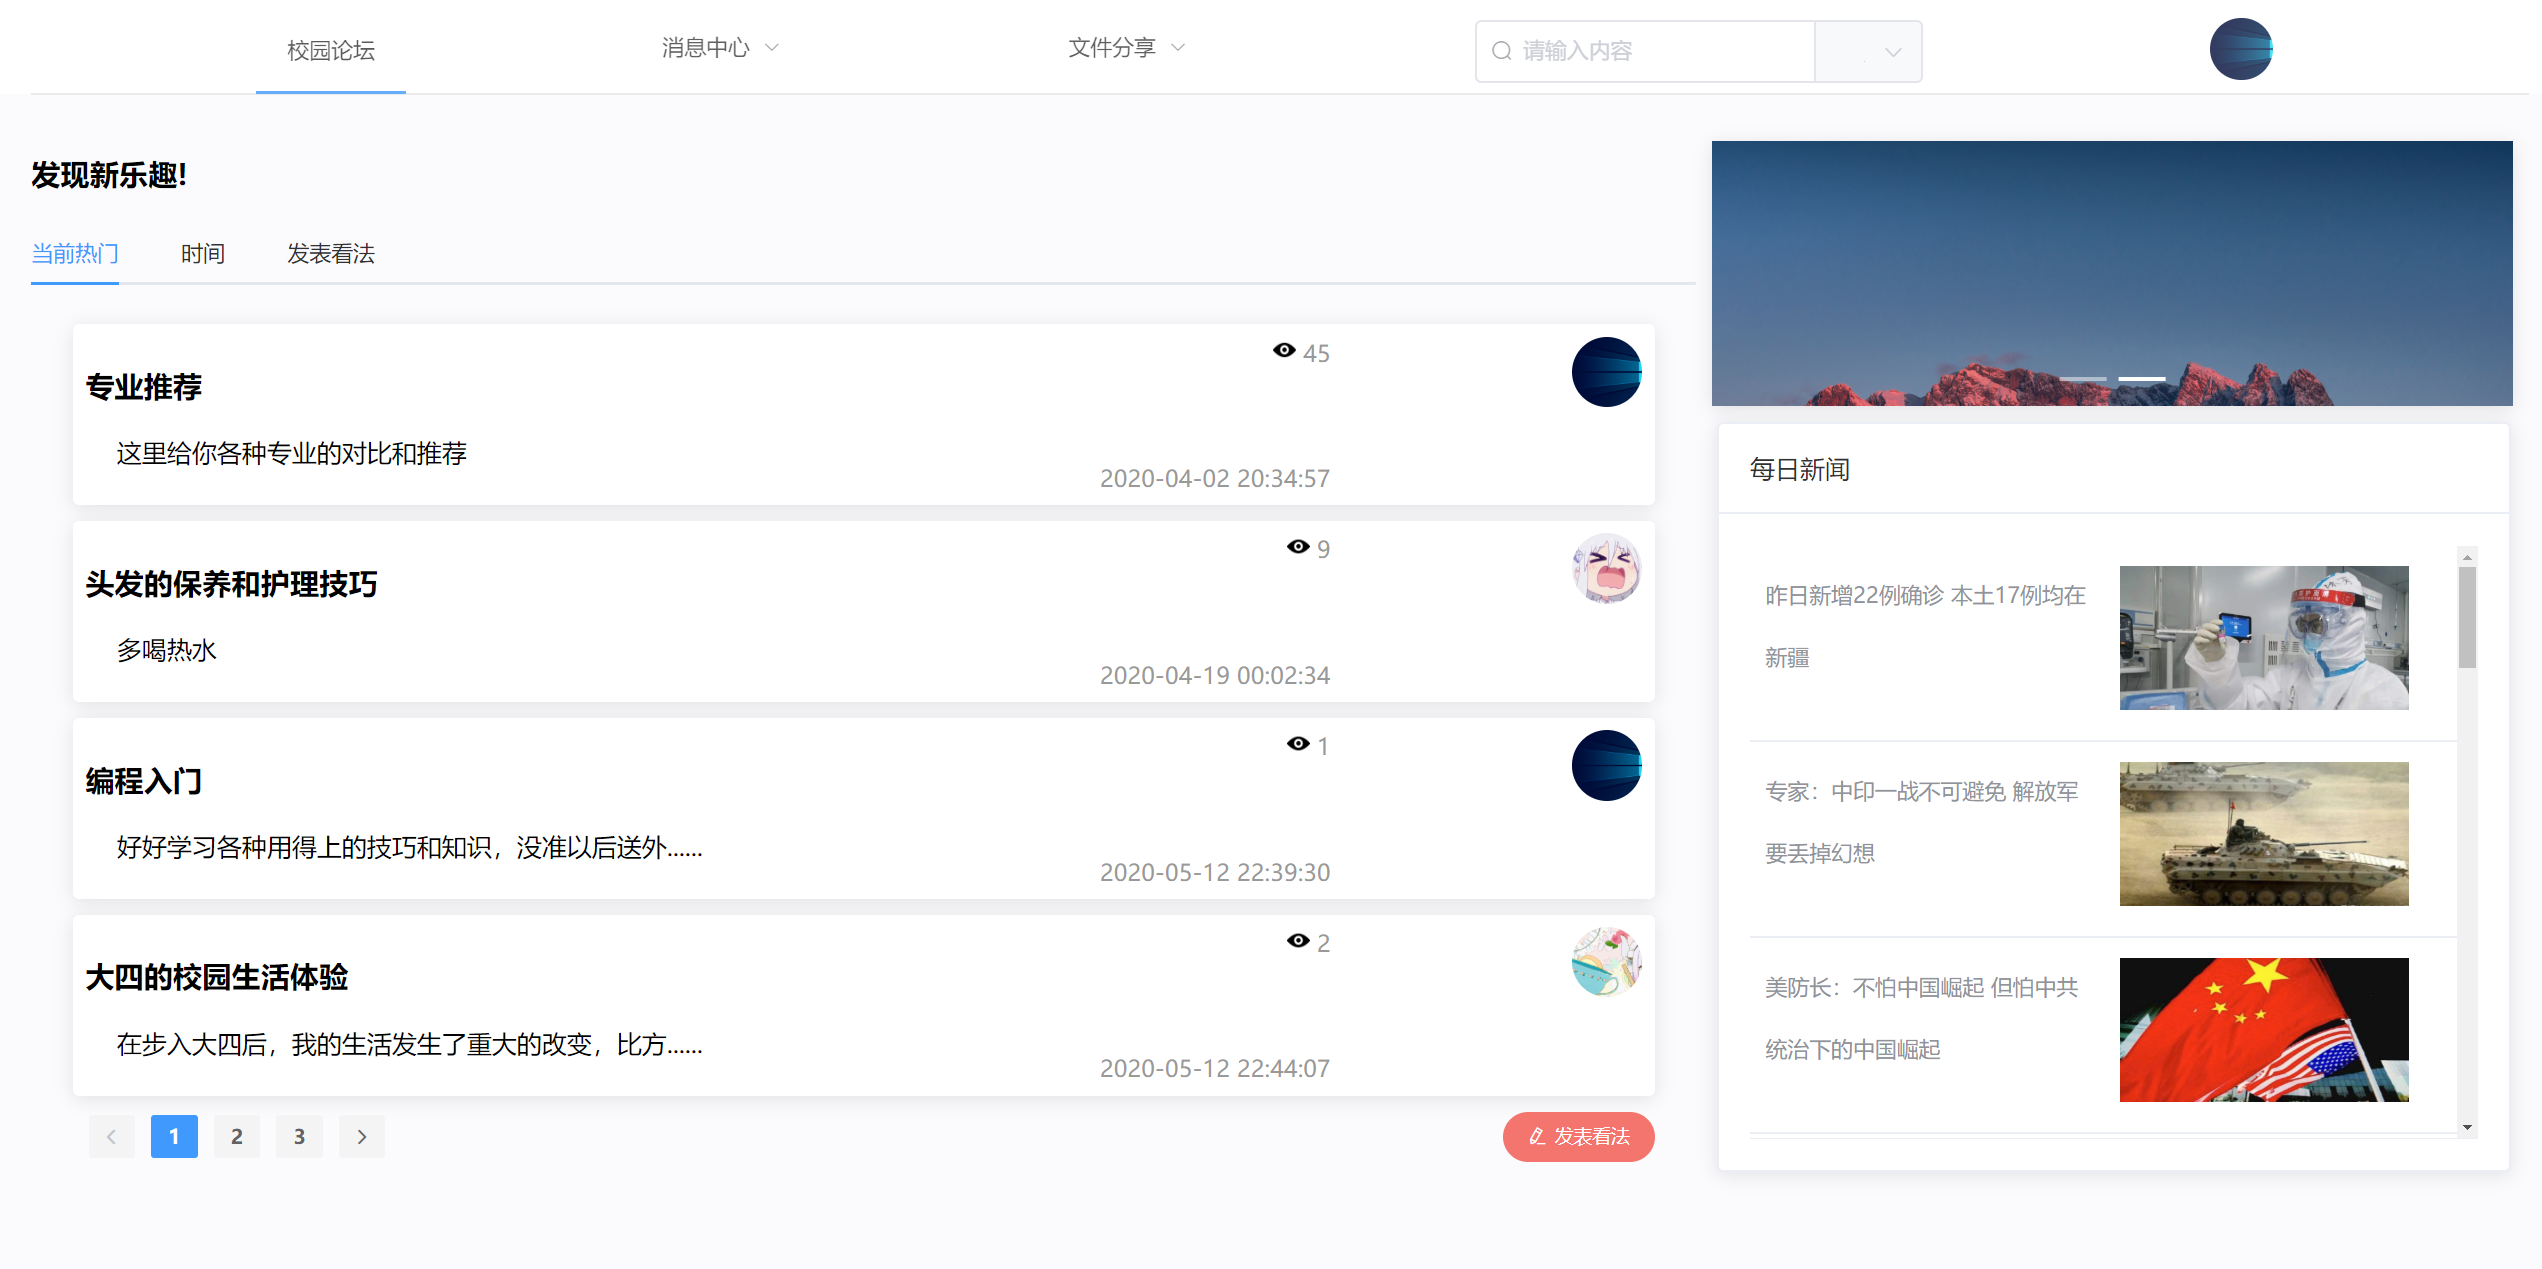 校园论坛
消息中心
文件分享
请输入内容
发现新乐趣!
当前热门
时间
发表看法
45
专业推荐
这里给你各种专业的对比和推荐
2020-04-02 20:34:57
9
头发的保养和护理技巧
多喝热水
2020-04-19 00:02:34
1
编程入门
好好学习各种用得上的技巧和知识，没准以后送外......
2020-05-12 22:39:30
2
大四的校园生活体验
在步入大四后，我的生活发生了重大的改变，比方......
2020-05-12 22:44:07
1
2
3
发表看法
每日新闻
昨日新增22例确诊 本土17例均在
新疆
专家：中印一战不可避免 解放军
要丢掉幻想
美防长：不怕中国崛起 但怕中共
统治下的中国崛起